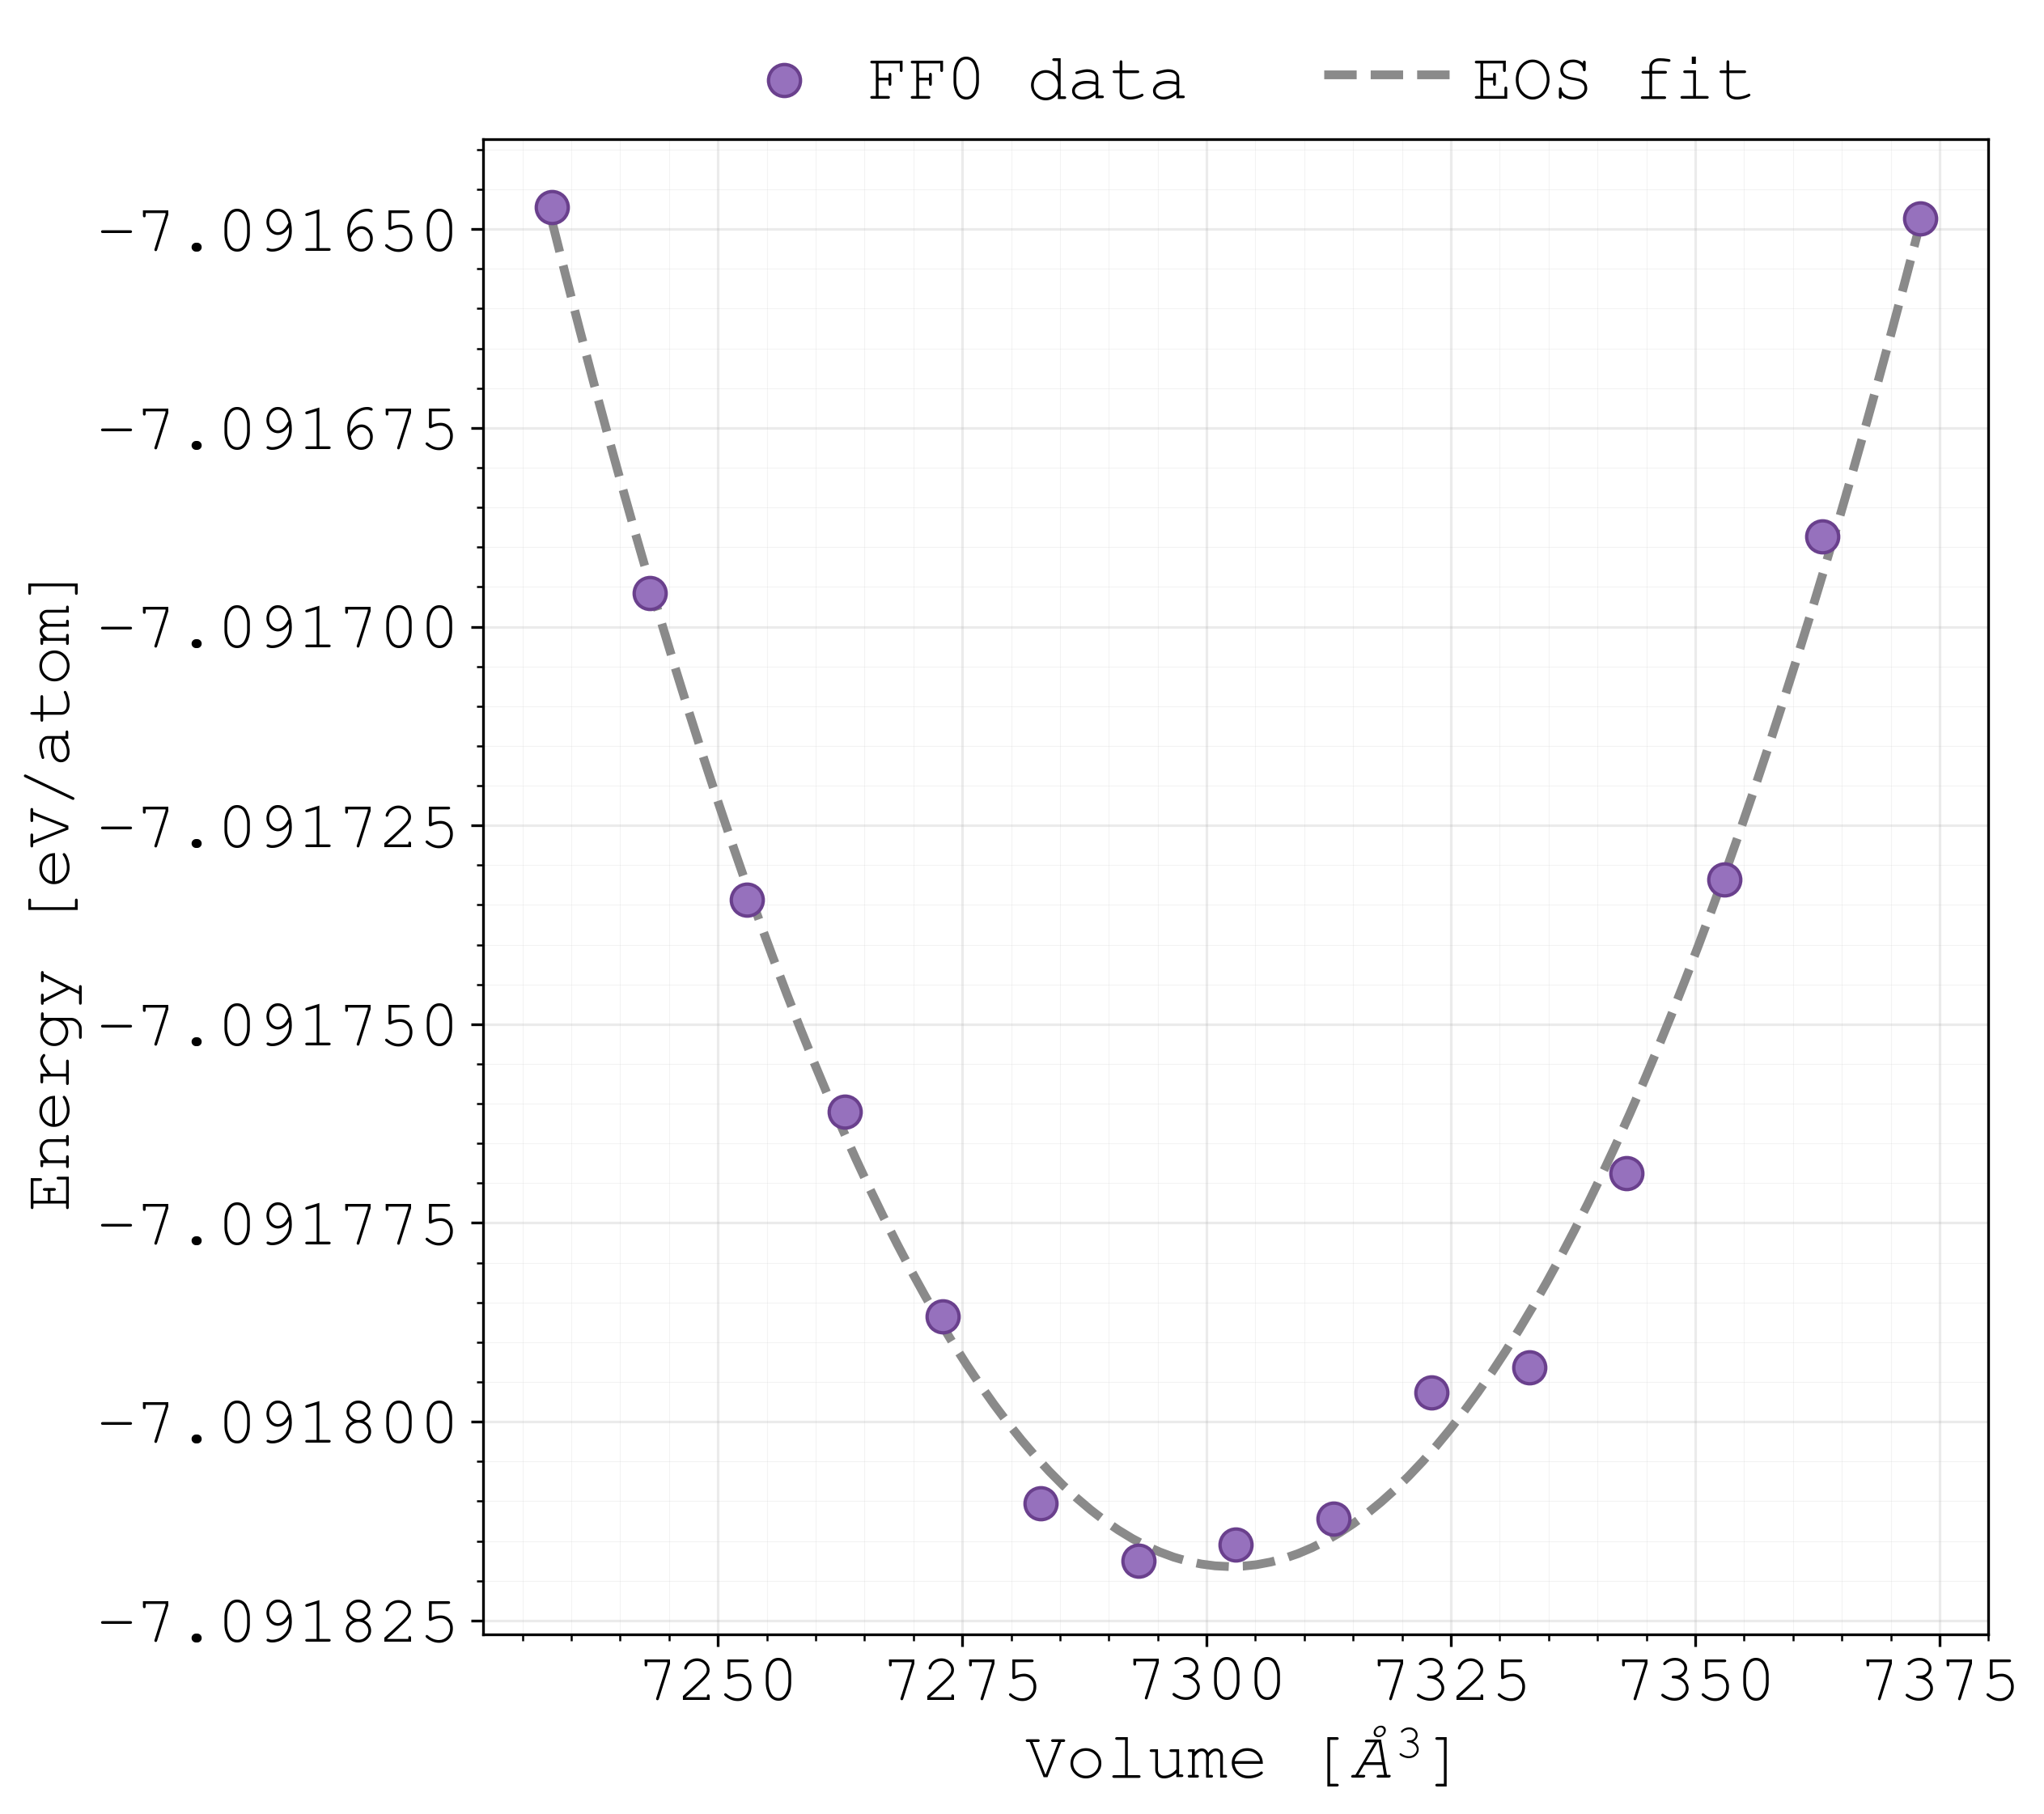 FF0 data
EOS fit
Energy [eV/atom]
−7.091650
−7.091675
−7.091700
−7.091725
−7.091750
−7.091775
−7.091800
−7.091825
7250 7275 7300 7325 7350 7375
Volume [Å³]